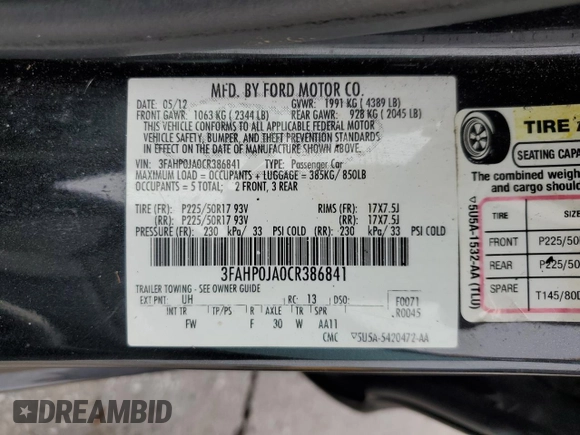 MFD. BY FORD MOTOR CO.
DATE: 05/12 GVWR: 1991 KG ( 4389 LB)
FRONT GAWR: 1063 KG ( 2344 LB) REAR GAWR: 928 KG ( 2045 LB)
THIS VEHICLE CONFORMS TO ALL APPLICABLE FEDERAL MOTOR
VEHICLE SAFETY, BUMPER, AND THEFT PREVENTION STANDARDS
IN EFFECT ON THE DATE OF MANUFACTURE SHOWN ABOVE.
VIN: 3FAHP0JA0CR386841 TYPE: Passenger Car
MAXIMUM LOAD = OCCUPANTS + LUGGAGE = 385KG/ 850LB
OCCUPANTS = 5 TOTAL: 2 FRONT, 3 REAR
TIRE (FR): P225/50R17 93V RIMS (FR): 17X7.5J
(RR): P225/50R17 93V (RR): 17X7.5J
PRESSURE (FR): 230 kPa/ 33 PSI COLD (RR): 230 kPa/ 33 PSI COLD
3FAHP0JA0CR386841
TRAILER TOWING - SEE OWNER GUIDE
EXT PNT: UH RC: 13 DSO: F0071
INT TR TP/PS R AXLE TR SPR R0045
FW F 30 W AA11
CMC ▽5U5A-5420472-AA
TIRE
SEATING CAPACI
The combined weigh
and cargo should
TIRE SIZE
FRONT P225/50
REAR P225/50
SPARE T145/80D
▽5U5A-1532-AA (TLU)
DREAMBID